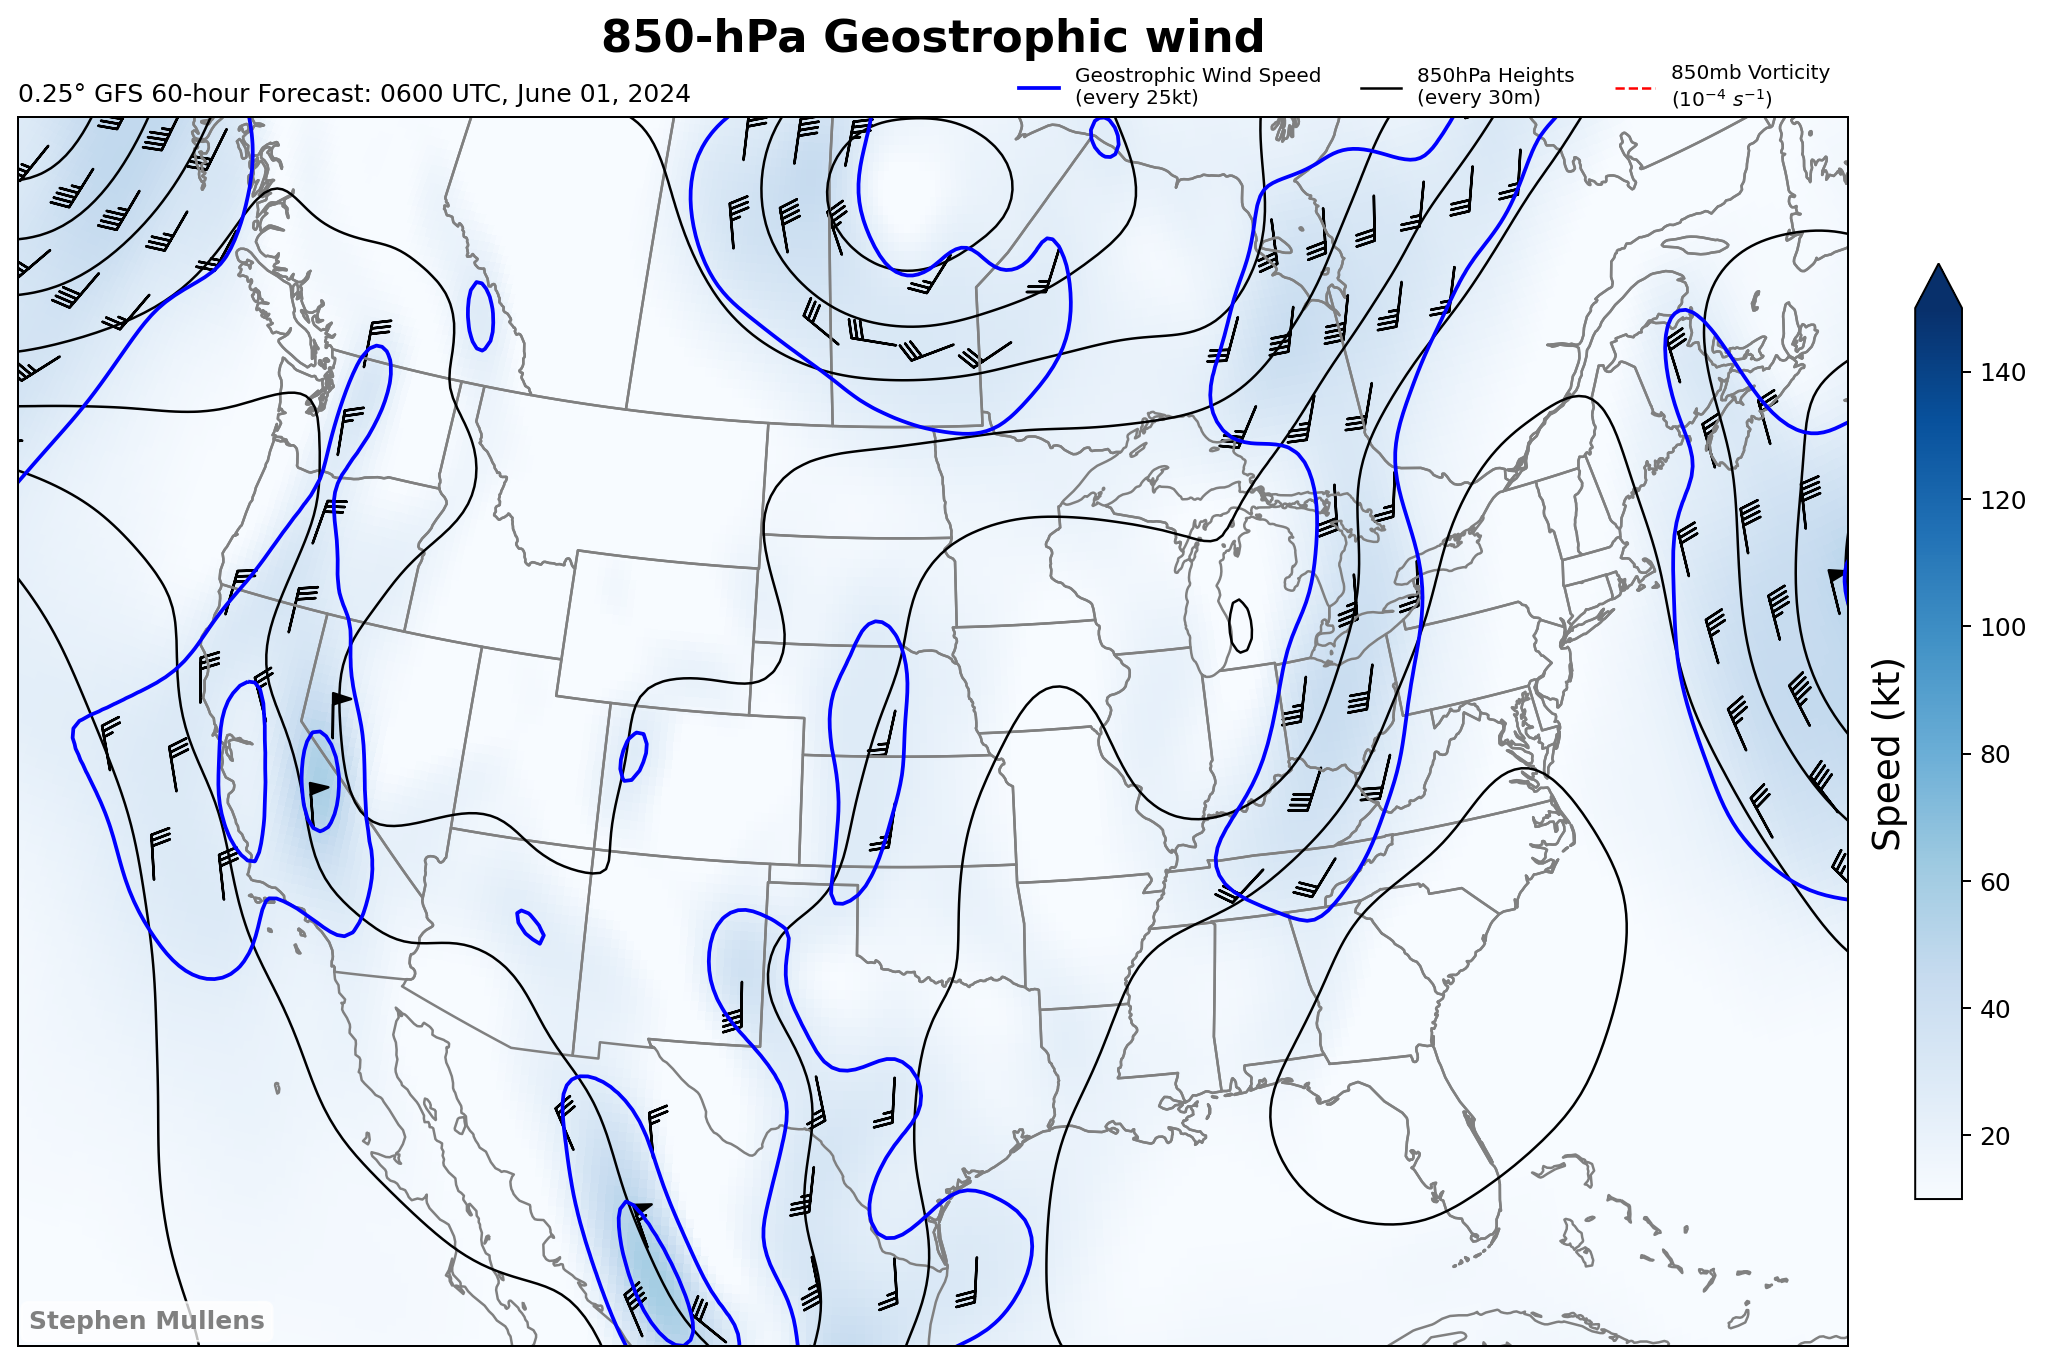 850-hPa Geostrophic wind
0.25° GFS 60-hour Forecast: 0600 UTC, June 01, 2024
Geostrophic Wind Speed
(every 25kt)
850hPa Heights
(every 30m)
850mb Vorticity
(10⁻⁴ s⁻¹)
140
120
100
80
60
40
20
Speed (kt)
Stephen Mullens